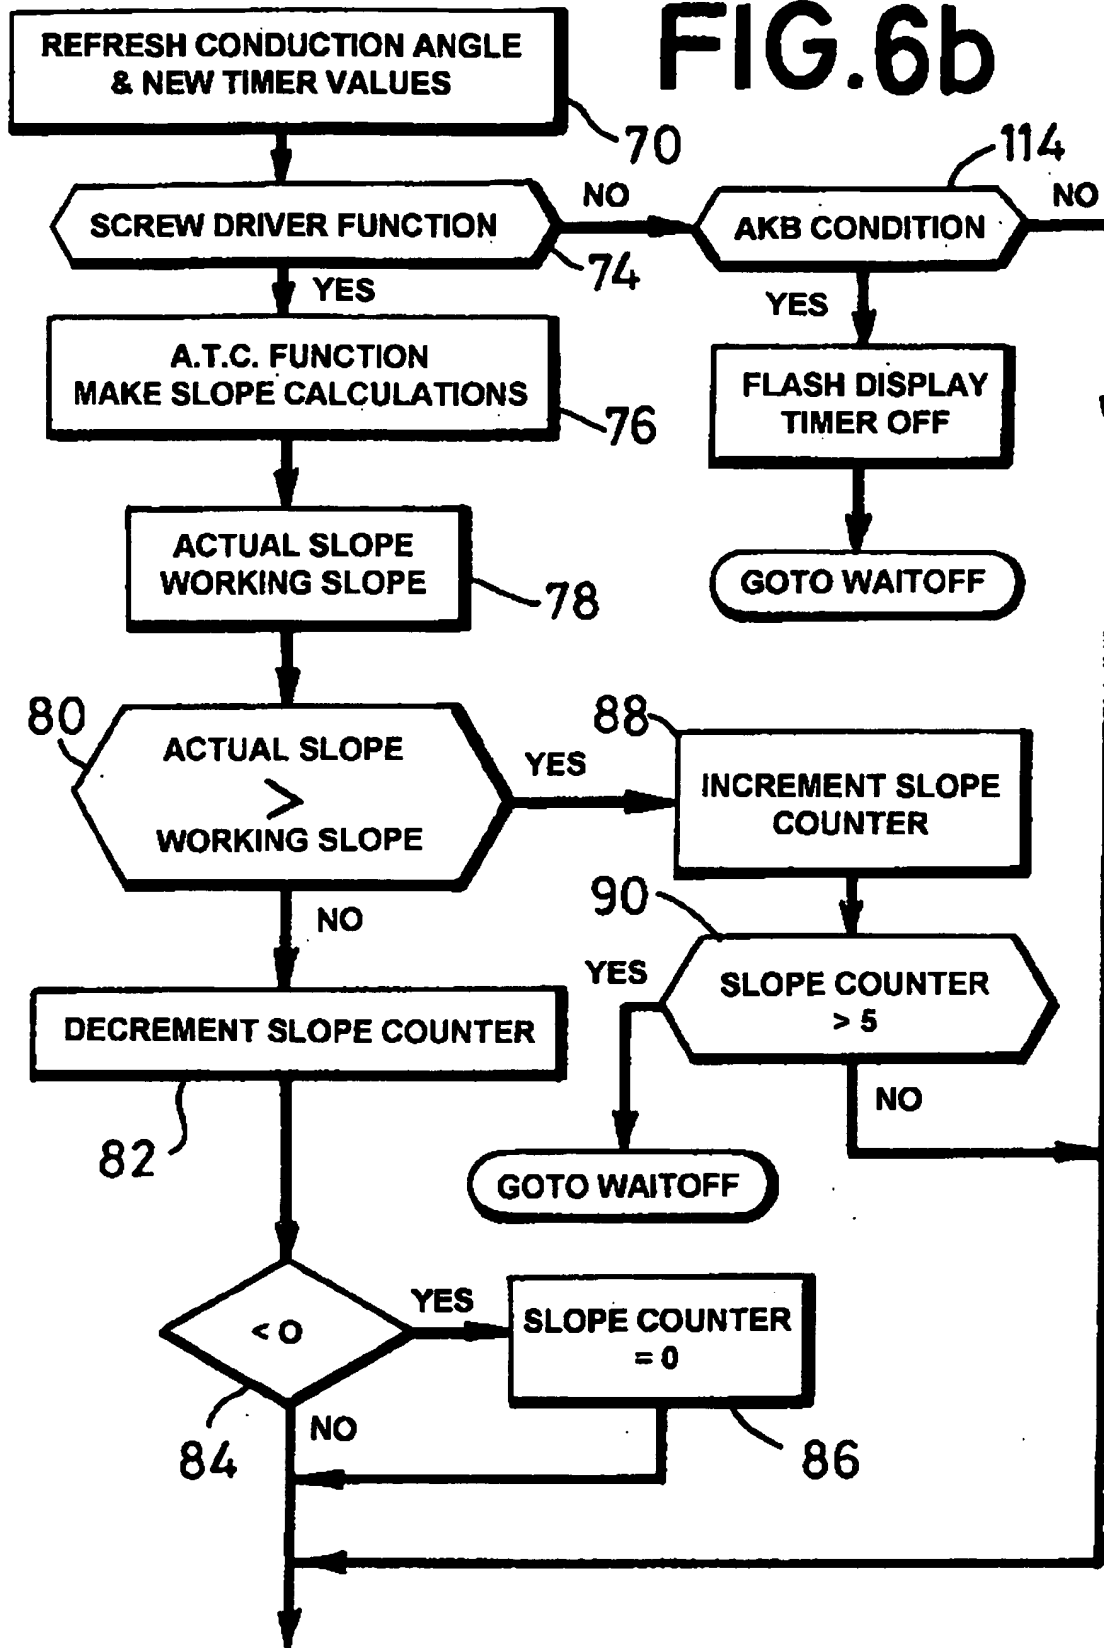 FIG.6b
REFRESH CONDUCTION ANGLE
& NEW TIMER VALUES
70
114
SCREW DRIVER FUNCTION
NO
AKB CONDITION
NO
74
YES
YES
A.T.C. FUNCTION
MAKE SLOPE CALCULATIONS
76
FLASH DISPLAY
TIMER OFF
ACTUAL SLOPE
WORKING SLOPE
78
GOTO WAITOFF
80
ACTUAL SLOPE
>
WORKING SLOPE
YES
88
INCREMENT SLOPE
COUNTER
NO
90
YES
SLOPE COUNTER
> 5
DECREMENT SLOPE COUNTER
NO
82
GOTO WAITOFF
< 0
YES
SLOPE COUNTER
= 0
84
NO
86